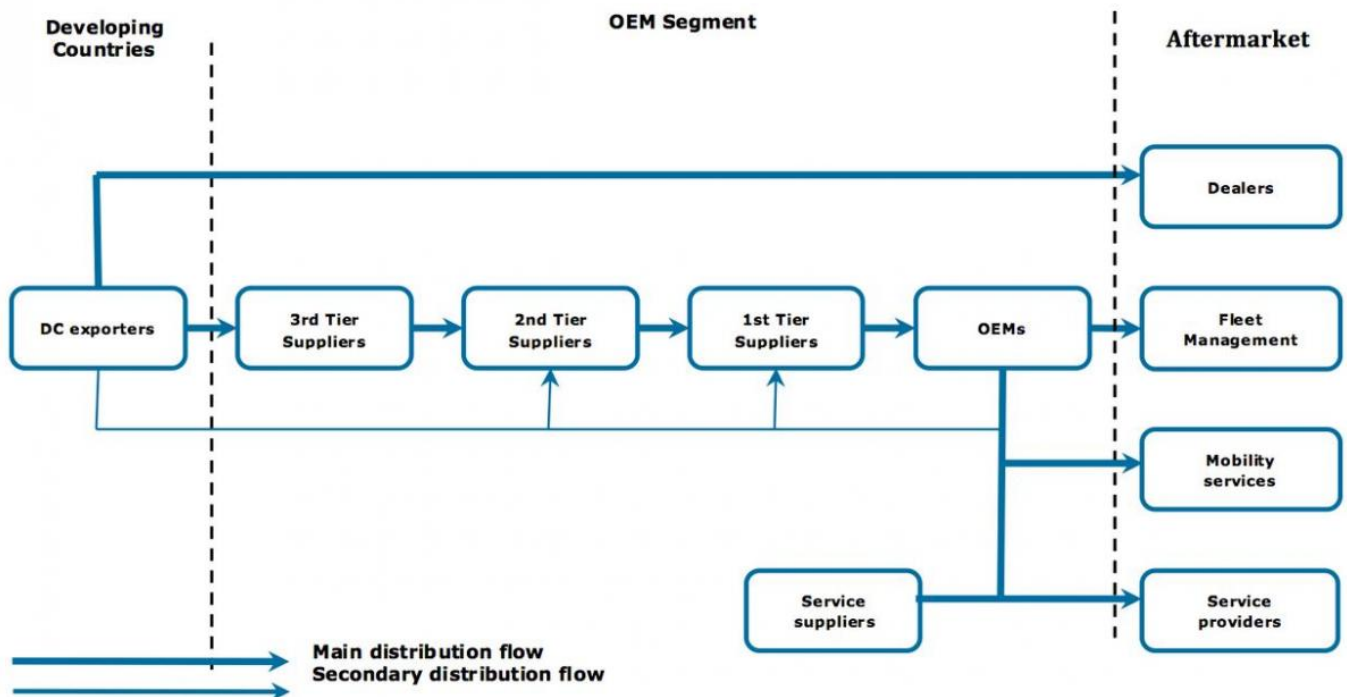 Developing
Countries
OEM Segment
Aftermarket
Dealers
DC exporters
3rd Tier
Suppliers
2nd Tier
Suppliers
1st Tier
Suppliers
OEMs
Fleet
Management
Mobility
services
Service
suppliers
Service
providers
Main distribution flow
Secondary distribution flow